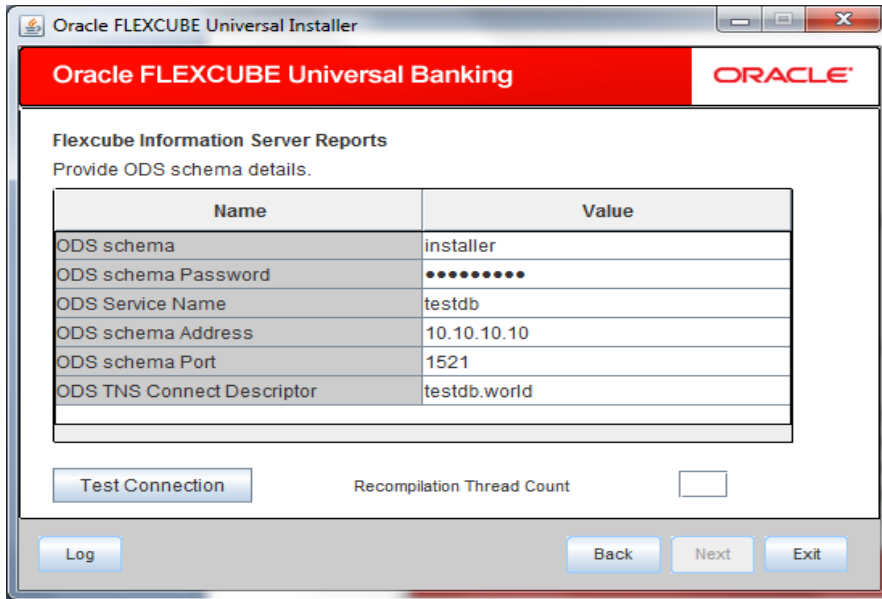 Oracle FLEXCUBE Universal Installer
Oracle FLEXCUBE Universal Banking ORACLE
Flexcube Information Server Reports
Provide ODS schema details.
Name Value
ODS schema installer
ODS schema Password •••••••••
ODS Service Name testdb
ODS schema Address 10.10.10.10
ODS schema Port 1521
ODS TNS Connect Descriptor testdb.world
Test Connection Recompilation Thread Count
Log Back Next Exit